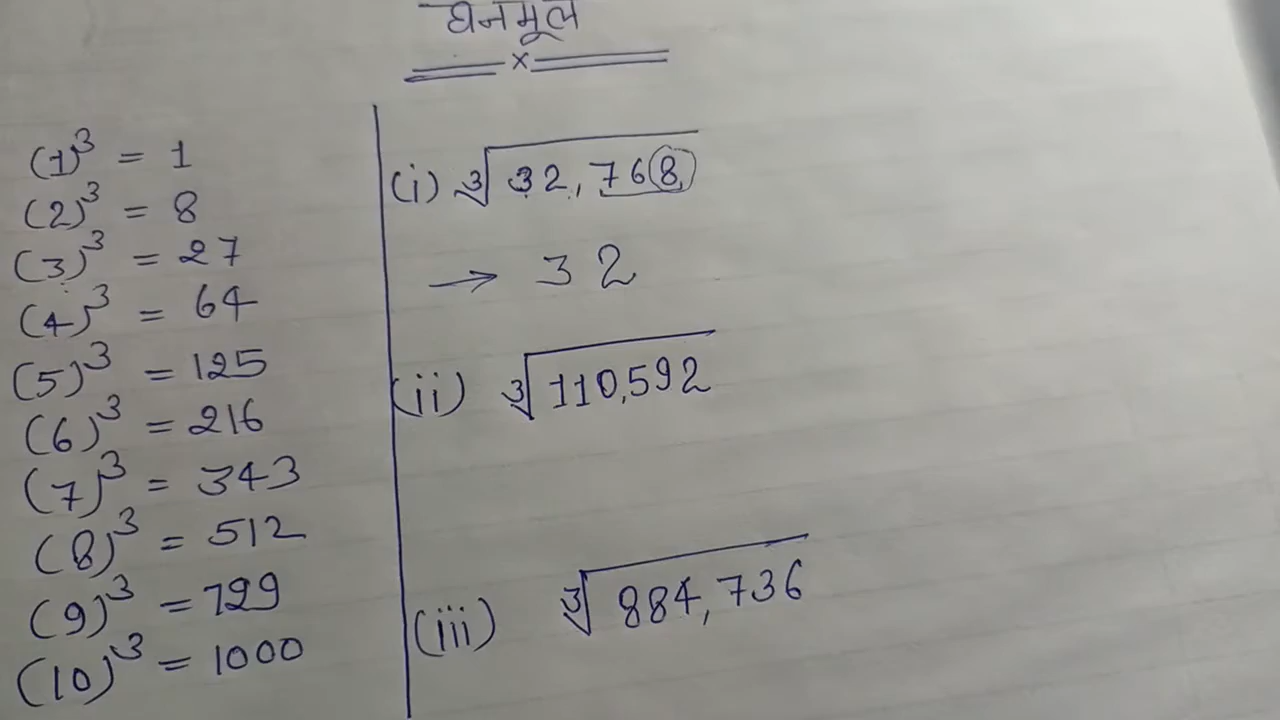 घनमूल
×
(1)³ = 1
(2)³ = 8
(3)³ = 27
(4)³ = 64
(5)³ = 125
(6)³ = 216
(7)³ = 343
(8)³ = 512
(9)³ = 729
(10)³ = 1000
(i) ∛32,768
→ 32
(ii) ∛110,592
(iii) ∛884,736